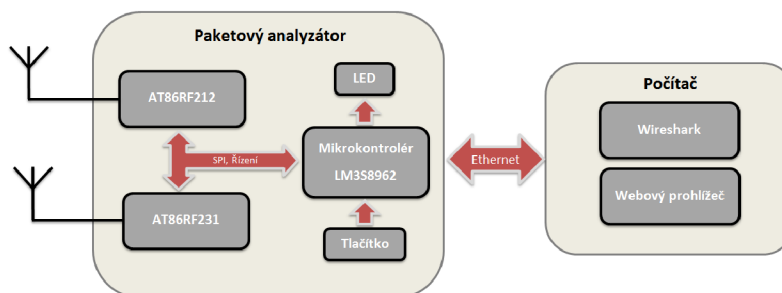 Paketový analyzátor
AT86RF212
SPI, Řízení
AT86RF231
LED
Mikrokontrolér
LM3S8962
Tlačítko
Ethernet
Počítač
Wireshark
Webový prohlížeč